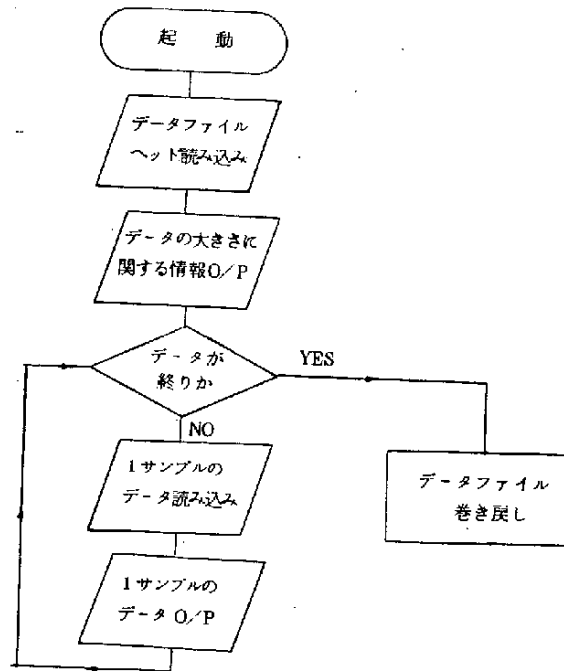 起 動
データファイル
ヘット読み込み
データの大きさに
関する情報O/P
データが
終りか
YES
NO
1サンプルの
データ読み込み
1サンプルの
データ O/P
データファイル
巻き戻し